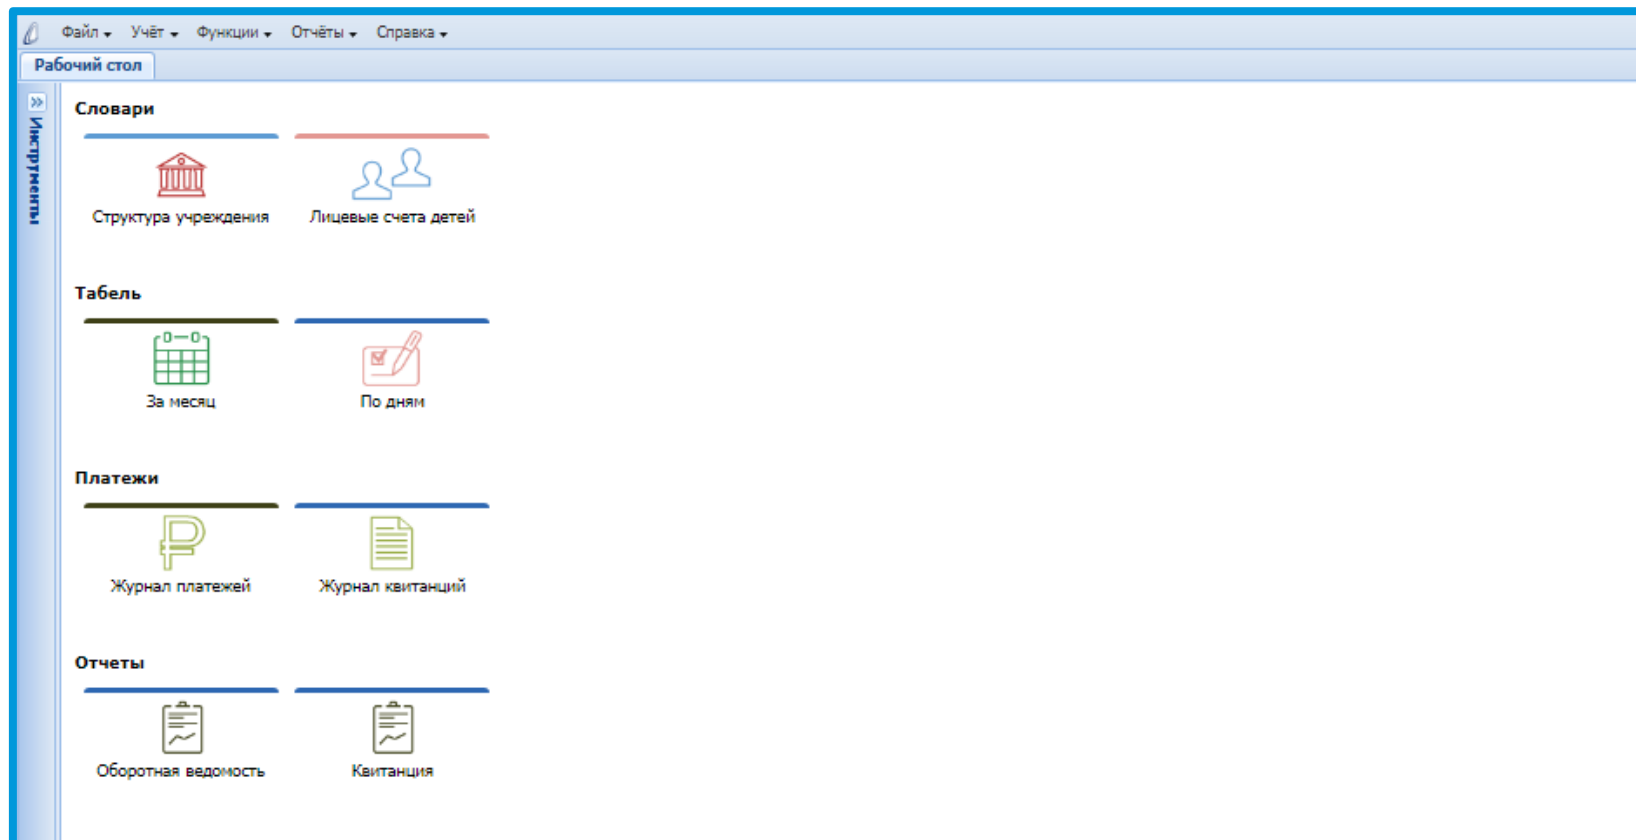 Файл Учёт Функции Отчёты Справка
Рабочий стол
Инструменты
Словари
Структура учреждения Лицевые счета детей
Табель
За месяц По дням
Платежи
Журнал платежей Журнал квитанций
Отчеты
Оборотная ведомость Квитанция